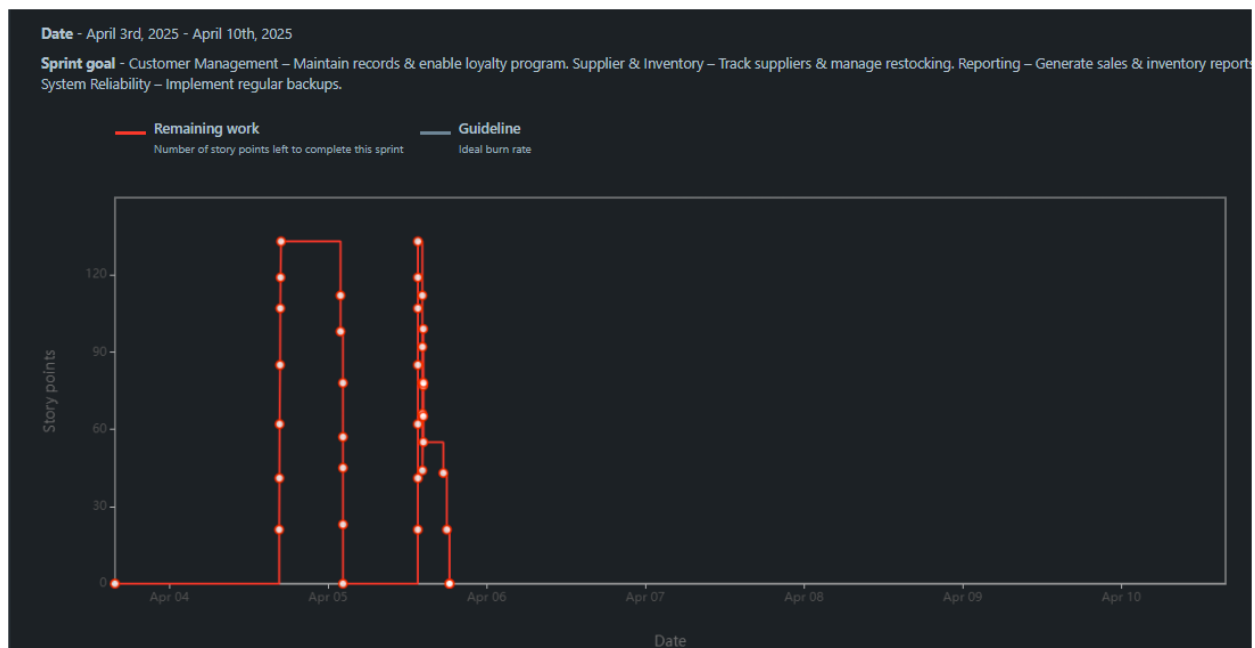 Date - April 3rd, 2025 - April 10th, 2025
Sprint goal - Customer Management – Maintain records & enable loyalty program. Supplier & Inventory – Track suppliers & manage restocking. Reporting – Generate sales & inventory reports
System Reliability – Implement regular backups.
Remaining work
Number of story points left to complete this sprint
Guideline
Ideal burn rate
120
90
60
30
0
Story points
Apr 04
Apr 05
Apr 06
Apr 07
Apr 08
Apr 09
Apr 10
Date